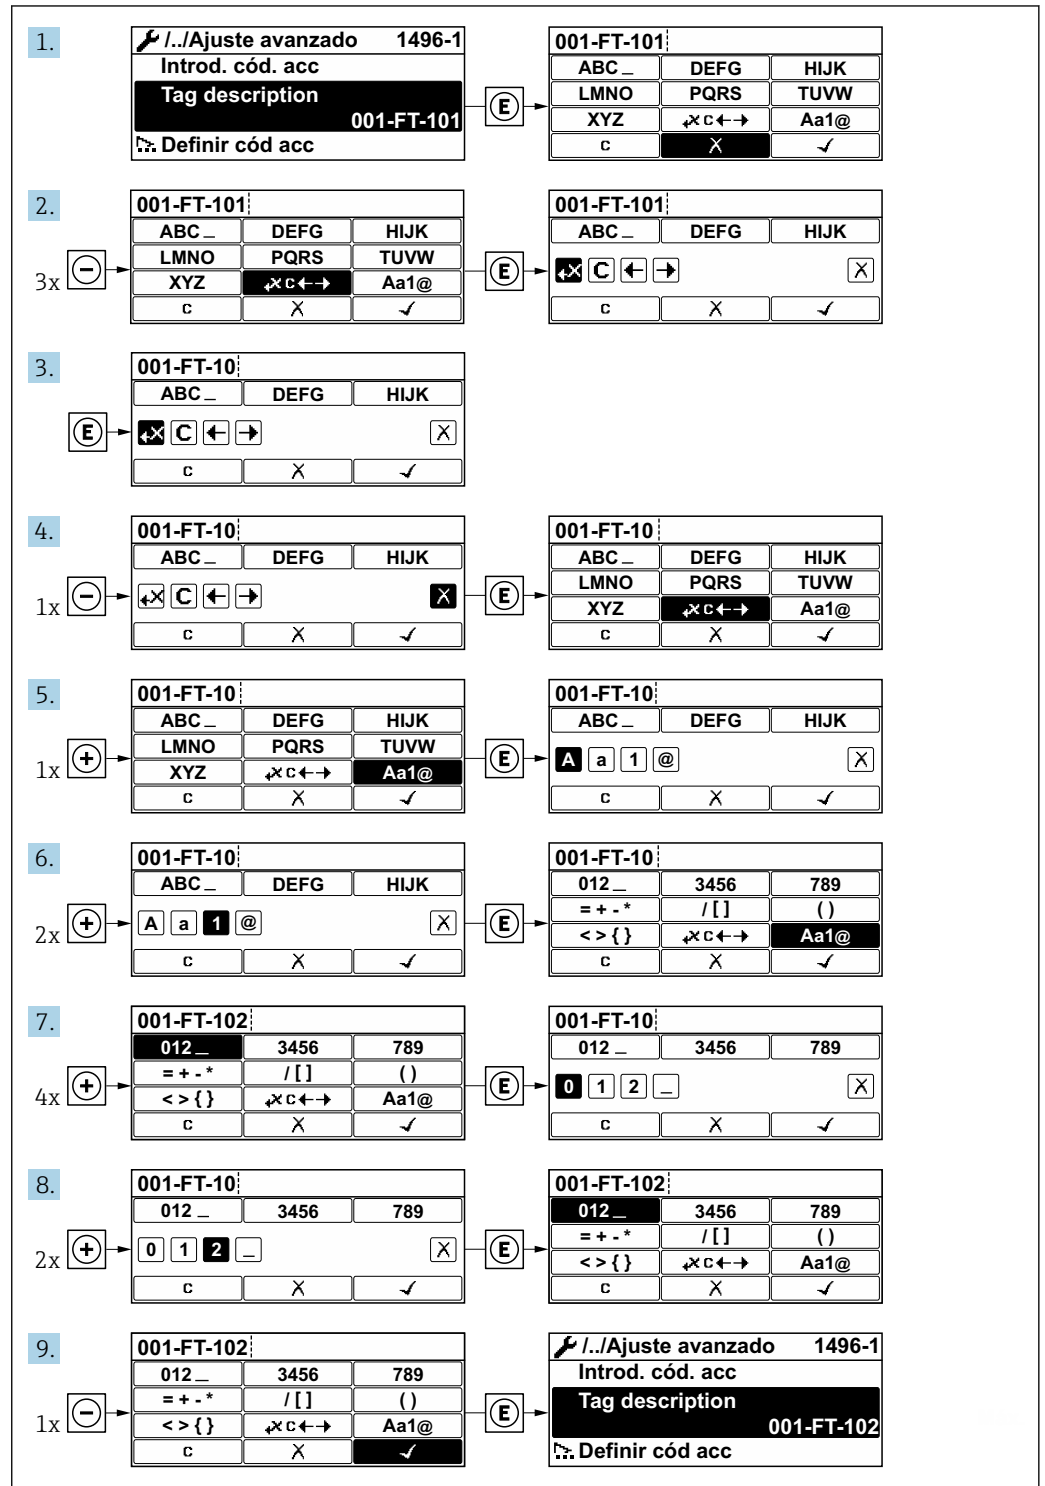 1.
/../Ajuste avanzado 1496-1
Introd. cód. acc
Tag description
001-FT-101
Definir cód acc
E
001-FT-101
ABC_ DEFG HIJK
LMNO PQRS TUVW
XYZ C Aa1@
C X ✓
2.
3x −
001-FT-101
ABC_ DEFG HIJK
LMNO PQRS TUVW
XYZ C Aa1@
C X ✓
E
001-FT-101
ABC_ DEFG HIJK
C ← → X
C X ✓
3.
E
001-FT-10
ABC_ DEFG HIJK
C ← → X
C X ✓
4.
1x −
001-FT-10
ABC_ DEFG HIJK
C ← → X
C X ✓
E
001-FT-10
ABC_ DEFG HIJK
LMNO PQRS TUVW
XYZ C Aa1@
C X ✓
5.
1x +
001-FT-10
ABC_ DEFG HIJK
LMNO PQRS TUVW
XYZ C Aa1@
C X ✓
E
001-FT-10
ABC_ DEFG HIJK
A a 1 @ X
C X ✓
6.
2x +
001-FT-10
ABC_ DEFG HIJK
A a 1 @ X
C X ✓
E
001-FT-10
012_ 3456 789
= + - * / [ ] ( )
< > { } C Aa1@
C X ✓
7.
4x +
001-FT-102
012_ 3456 789
= + - * / [ ] ( )
< > { } C Aa1@
C X ✓
E
001-FT-10
012_ 3456 789
0 1 2 _ X
C X ✓
8.
2x +
001-FT-10
012_ 3456 789
0 1 2 _ X
C X ✓
E
001-FT-102
012_ 3456 789
= + - * / [ ] ( )
< > { } C Aa1@
C X ✓
9.
1x −
001-FT-102
012_ 3456 789
= + - * / [ ] ( )
< > { } C Aa1@
C X ✓
E
/../Ajuste avanzado 1496-1
Introd. cód. acc
Tag description
001-FT-102
Definir cód acc